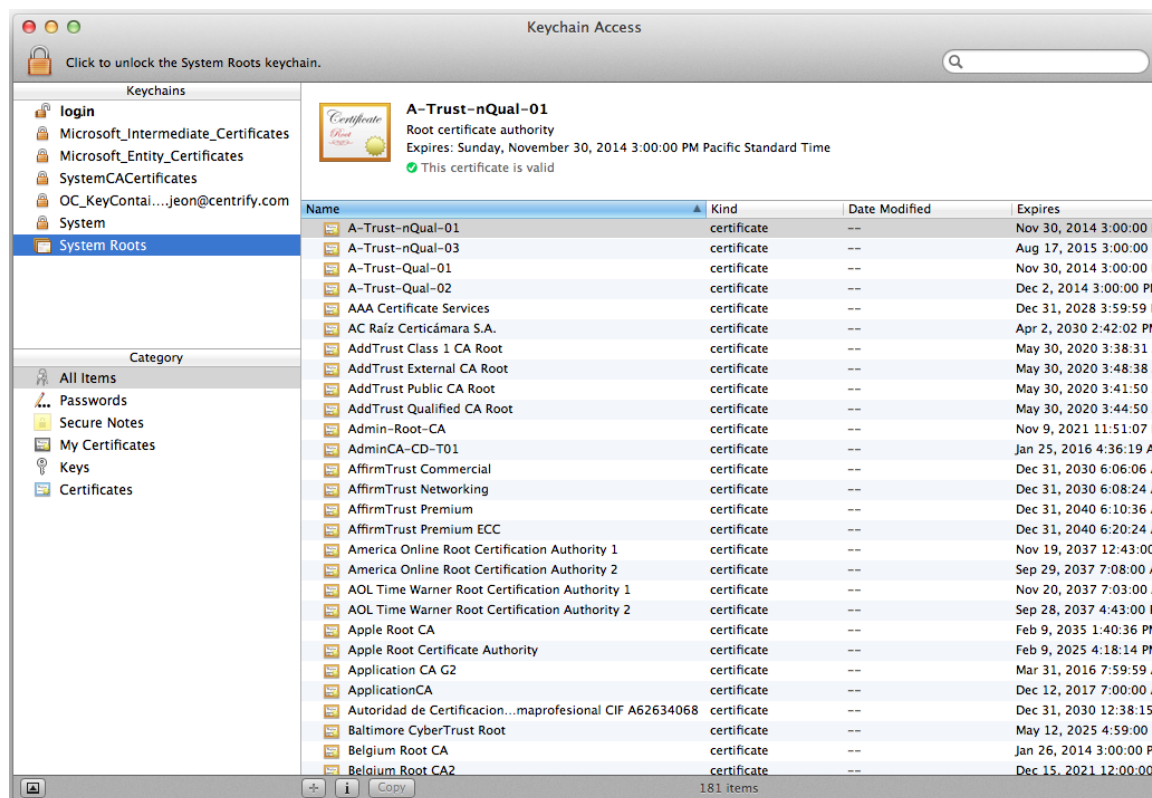 Keychain Access
Click to unlock the System Roots keychain.
Keychains
login
Microsoft_Intermediate_Certificates
Microsoft_Entity_Certificates
SystemCACertificates
OC_KeyContai....jeon@centrify.com
System
System Roots
Category
All Items
Passwords
Secure Notes
My Certificates
Keys
Certificates
Certificate
Root
A-Trust-nQual-01
Root certificate authority
Expires: Sunday, November 30, 2014 3:00:00 PM Pacific Standard Time
This certificate is valid
Name Kind Date Modified Expires
A-Trust-nQual-01 certificate -- Nov 30, 2014 3:00:00
A-Trust-nQual-03 certificate -- Aug 17, 2015 3:00:00
A-Trust-Qual-01 certificate -- Nov 30, 2014 3:00:00
A-Trust-Qual-02 certificate -- Dec 2, 2014 3:00:00 PM
AAA Certificate Services certificate -- Dec 31, 2028 3:59:59
AC Raíz Certicámara S.A. certificate -- Apr 2, 2030 2:42:02 PM
AddTrust Class 1 CA Root certificate -- May 30, 2020 3:38:31
AddTrust External CA Root certificate -- May 30, 2020 3:48:38
AddTrust Public CA Root certificate -- May 30, 2020 3:41:50
AddTrust Qualified CA Root certificate -- May 30, 2020 3:44:50
Admin-Root-CA certificate -- Nov 9, 2021 11:51:07
AdminCA-CD-T01 certificate -- Jan 25, 2016 4:36:19 A
AffirmTrust Commercial certificate -- Dec 31, 2030 6:06:06
AffirmTrust Networking certificate -- Dec 31, 2030 6:08:24
AffirmTrust Premium certificate -- Dec 31, 2040 6:10:36
AffirmTrust Premium ECC certificate -- Dec 31, 2040 6:20:24
America Online Root Certification Authority 1 certificate -- Nov 19, 2037 12:43:00
America Online Root Certification Authority 2 certificate -- Sep 29, 2037 7:08:00
AOL Time Warner Root Certification Authority 1 certificate -- Nov 20, 2037 7:03:00
AOL Time Warner Root Certification Authority 2 certificate -- Sep 28, 2037 4:43:00
Apple Root CA certificate -- Feb 9, 2035 1:40:36 PM
Apple Root Certificate Authority certificate -- Feb 9, 2025 4:18:14 PM
Application CA G2 certificate -- Mar 31, 2016 7:59:59
ApplicationCA certificate -- Dec 12, 2017 7:00:00
Autoridad de Certificacion...maprofesional CIF A62634068 certificate -- Dec 31, 2030 12:38:15
Baltimore CyberTrust Root certificate -- May 12, 2025 4:59:00
Belgium Root CA certificate -- Jan 26, 2014 3:00:00 P
Belgium Root CA2 certificate -- Dec 15, 2021 12:00:00
Copy
181 items